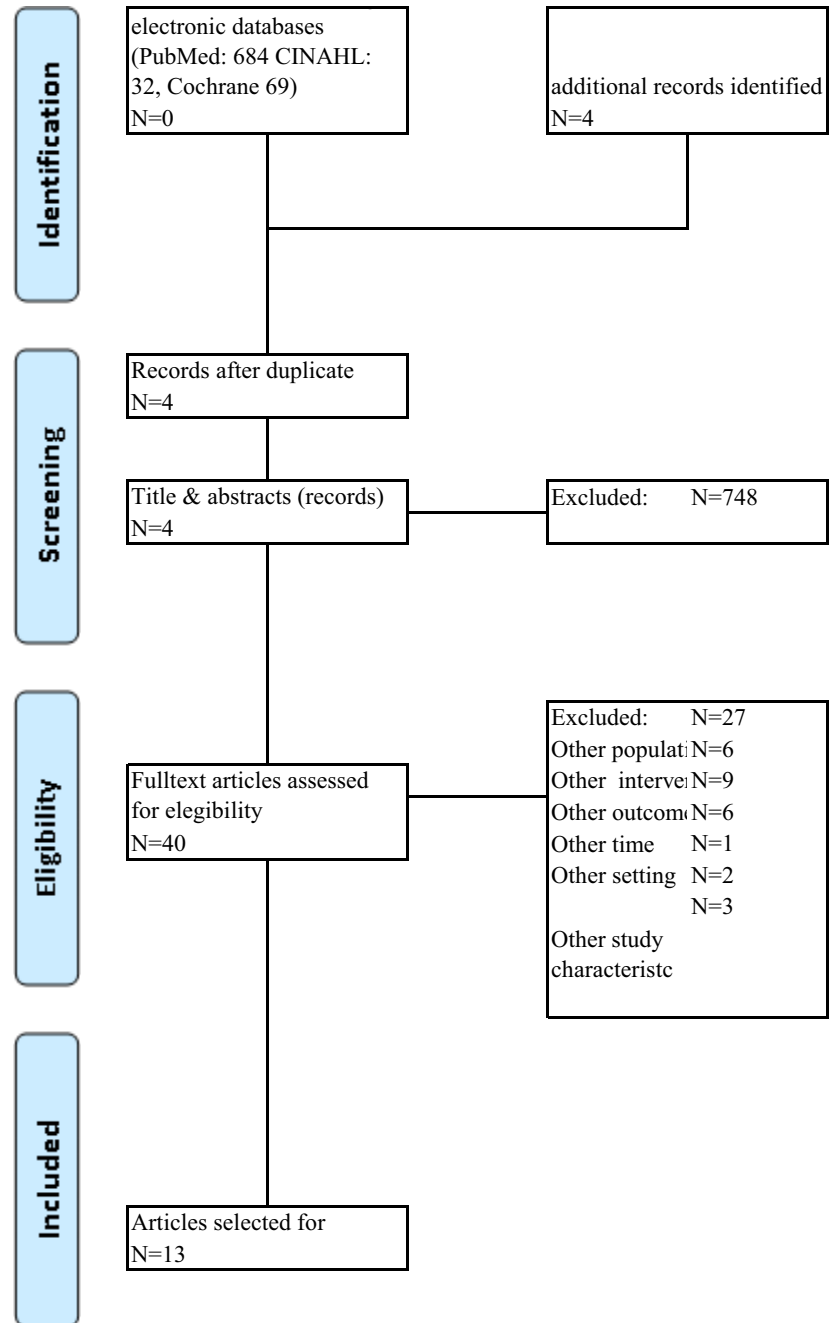 Identification
electronic databases
(PubMed: 684 CINAHL:
32, Cochrane 69)
N=0
additional records identified
N=4
Screening
Records after duplicate
N=4
Title & abstracts (records)
N=4
Excluded: N=748
Eligibility
Fulltext articles assessed
for elegibility
N=40
Excluded: N=27
Other populati N=6
Other interve N=9
Other outcom N=6
Other time N=1
Other setting N=2
N=3
Other study
characteristc
Included
Articles selected for
N=13